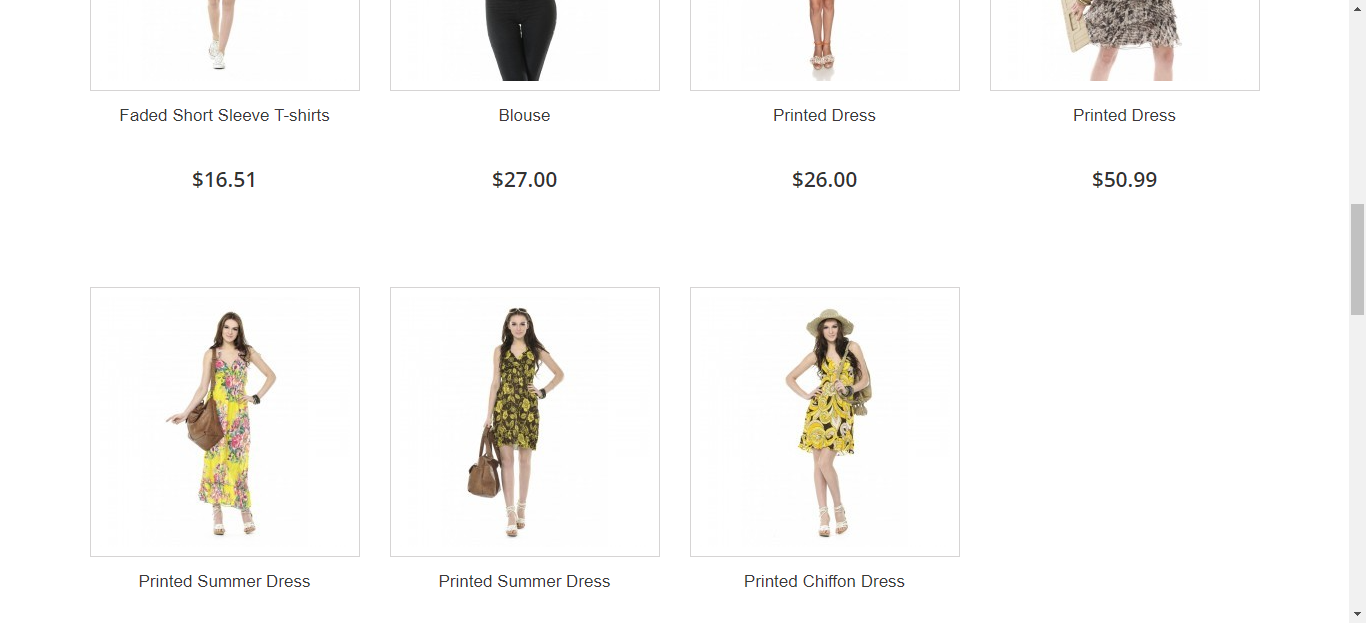 Faded Short Sleeve T-shirts
Blouse
Printed Dress
Printed Dress
$16.51
$27.00
$26.00
$50.99
Printed Summer Dress
Printed Summer Dress
Printed Chiffon Dress